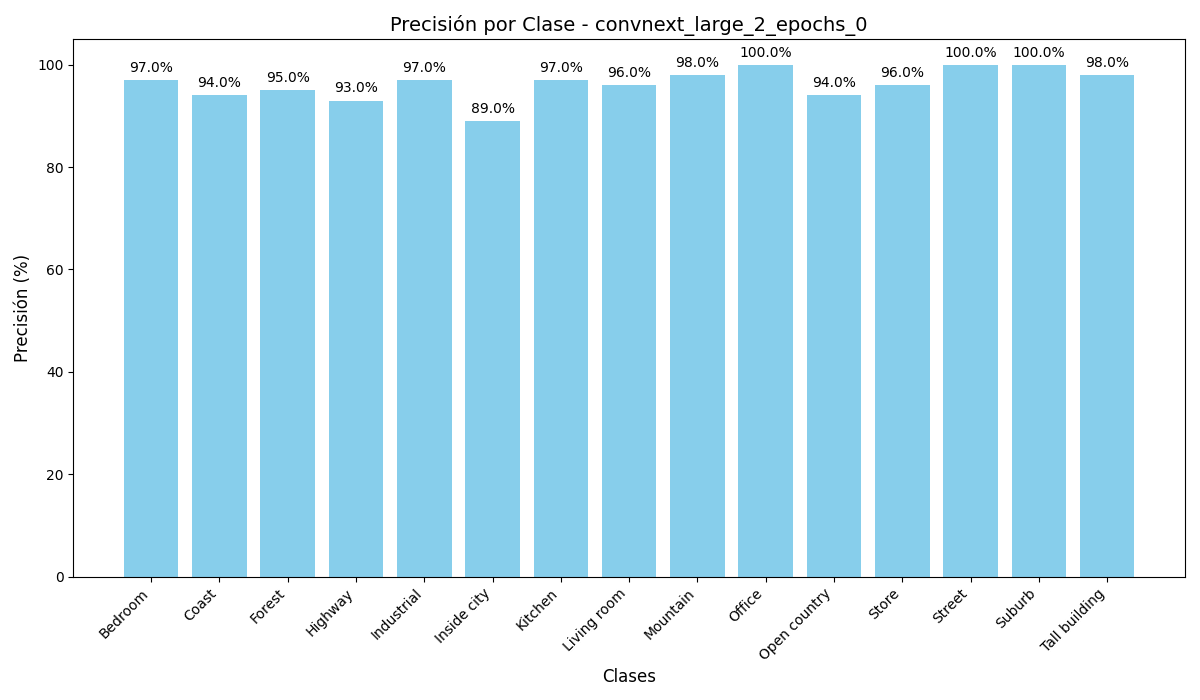 Precisión por Clase - convnext_large_2_epochs_0
Precisión (%)
100
80
60
40
20
0
97.0%
94.0%
95.0%
93.0%
97.0%
89.0%
97.0%
96.0%
98.0%
100.0%
94.0%
96.0%
100.0%
100.0%
98.0%
Bedroom
Coast
Forest
Highway
Industrial
Inside city
Kitchen
Living room
Mountain
Office
Open country
Store
Street
Suburb
Tall building
Clases